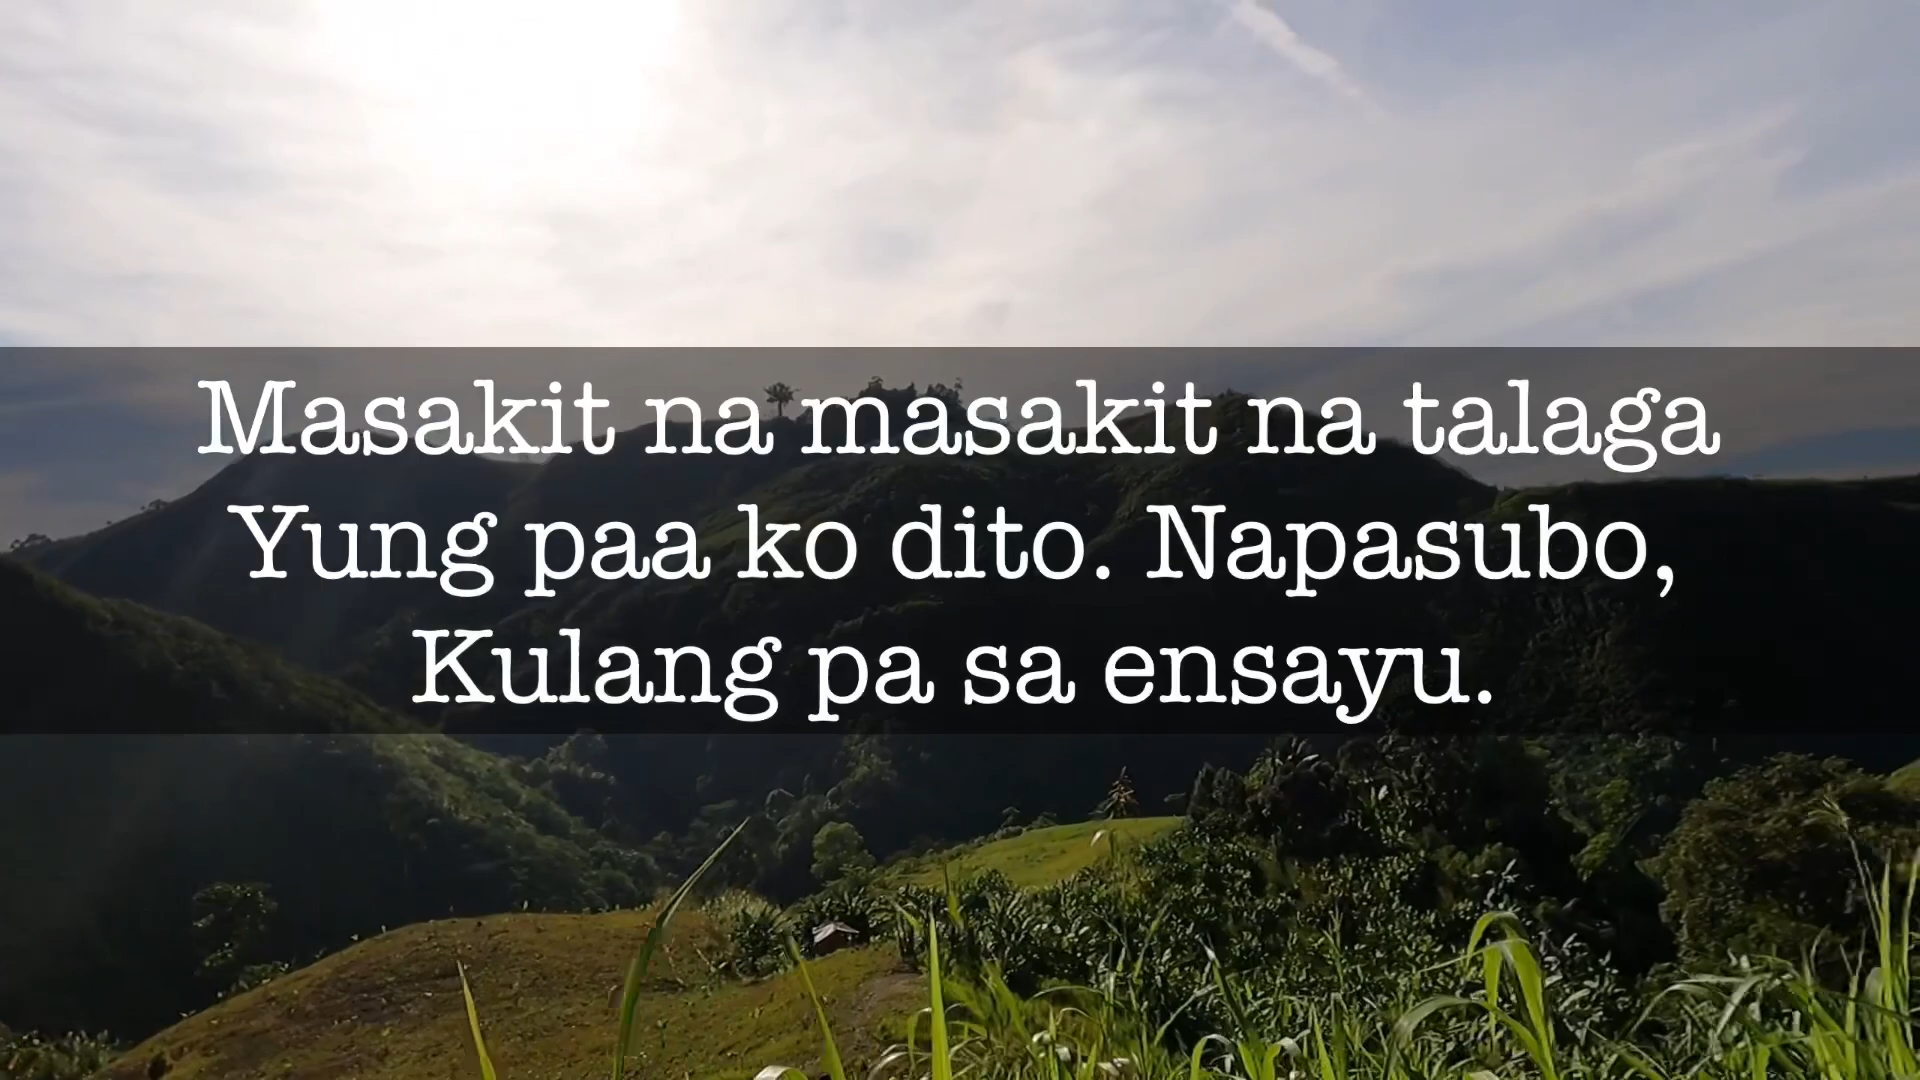 Masakit na masakit na talaga
Yung paa ko dito. Napasubo,
Kulang pa sa ensayu.